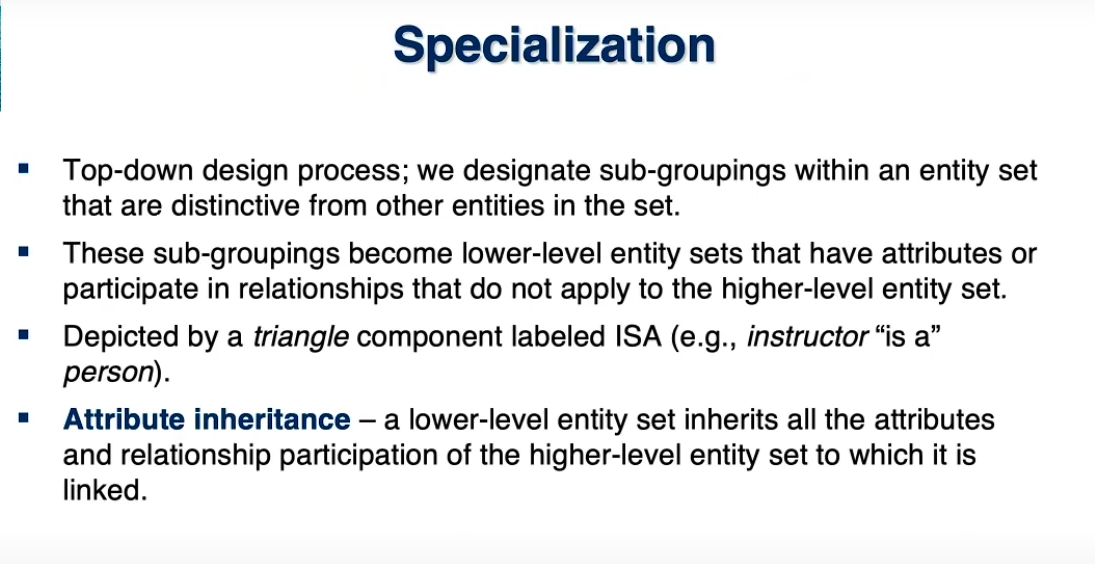 Specialization
▪ Top-down design process; we designate sub-groupings within an entity set
that are distinctive from other entities in the set.
▪ These sub-groupings become lower-level entity sets that have attributes or
participate in relationships that do not apply to the higher-level entity set.
▪ Depicted by a triangle component labeled ISA (e.g., instructor “is a”
person).
▪ Attribute inheritance – a lower-level entity set inherits all the attributes
and relationship participation of the higher-level entity set to which it is
linked.